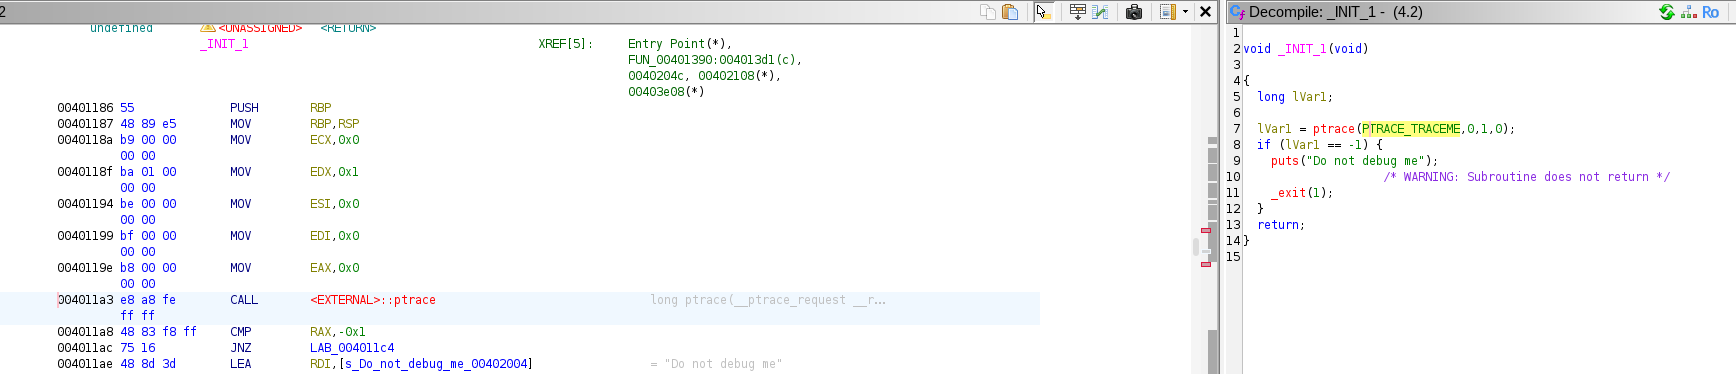 2
undefined <UNASSIGNED> <RETURN>
_INIT_1 XREF[5]: Entry Point(*),
FUN_00401390:004013d1(c),
0040204c, 00402108(*),
00403e08(*)
00401186 55 PUSH RBP
00401187 48 89 e5 MOV RBP,RSP
0040118a b9 00 00 MOV ECX,0x0
00 00
0040118f ba 01 00 MOV EDX,0x1
00 00
00401194 be 00 00 MOV ESI,0x0
00 00
00401199 bf 00 00 MOV EDI,0x0
00 00
0040119e b8 00 00 MOV EAX,0x0
00 00
004011a3 e8 a8 fe CALL <EXTERNAL>::ptrace long ptrace(__ptrace_request __r...
ff ff
004011a8 48 83 f8 ff CMP RAX,-0x1
004011ac 75 16 JNZ LAB_004011c4
004011ae 48 8d 3d LEA RDI,[s_Do_not_debug_me_00402004] = "Do not debug me"
Decompile: _INIT_1 - (4.2) Ro
1
2 void _INIT_1(void)
3
4 {
5 long lVar1;
6
7 lVar1 = ptrace(PTRACE_TRACEME,0,1,0);
8 if (lVar1 == -1) {
9 puts("Do not debug me");
10 /* WARNING: Subroutine does not return */
11 _exit(1);
12 }
13 return;
14 }
15